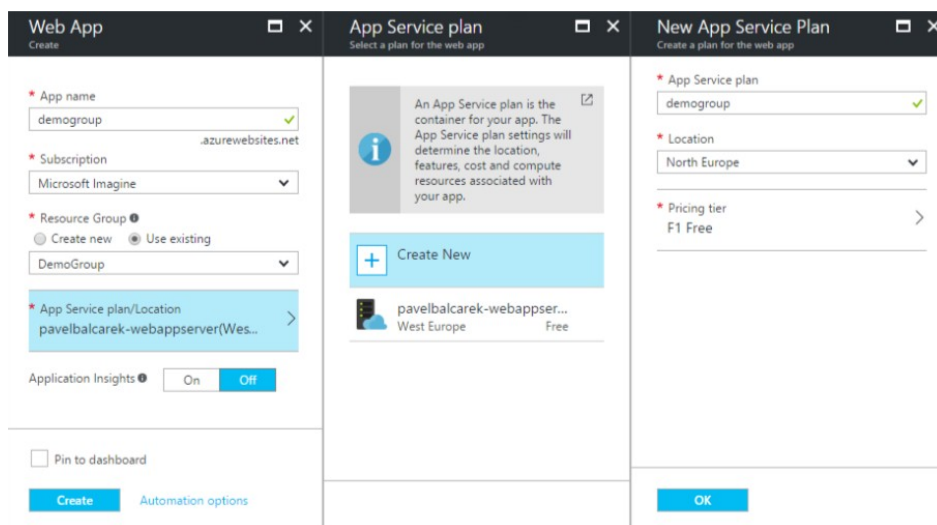 Web App
Create
* App name
demogroup
.azurewebsites.net
* Subscription
Microsoft Imagine
* Resource Group
Create new Use existing
DemoGroup
* App Service plan/Location
pavelbalcarek-webappserver(Wes...
Application Insights On Off
Pin to dashboard
Create Automation options
App Service plan
Select a plan for the web app
An App Service plan is the
container for your app. The
App Service plan settings will
determine the location,
features, cost and compute
resources associated with
your app.
Create New
pavelbalcarek-webappser...
West Europe Free
New App Service Plan
Create a plan for the web app
* App Service plan
demogroup
* Location
North Europe
* Pricing tier
F1 Free
OK